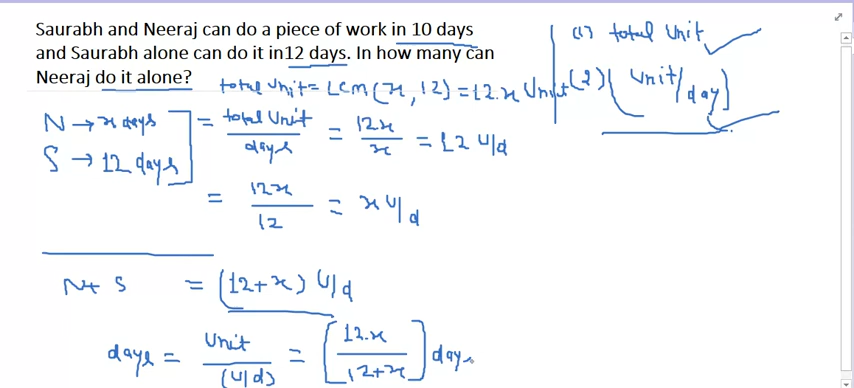 Saurabh and Neeraj can do a piece of work in 10 days
and Saurabh alone can do it in12 days. In how many can
Neeraj do it alone?
(1) total Unit
(2) (Unit/day]
total Unit = LCM(x, 12) = 12.x Unit
N → x days = total Unit/days = 12x/x = 12 U/d
S → 12 days
= 12x/12 = x U/d
N+ S = (12+x) U/d
days = Unit/(U/d) = [12.x/12+x] days